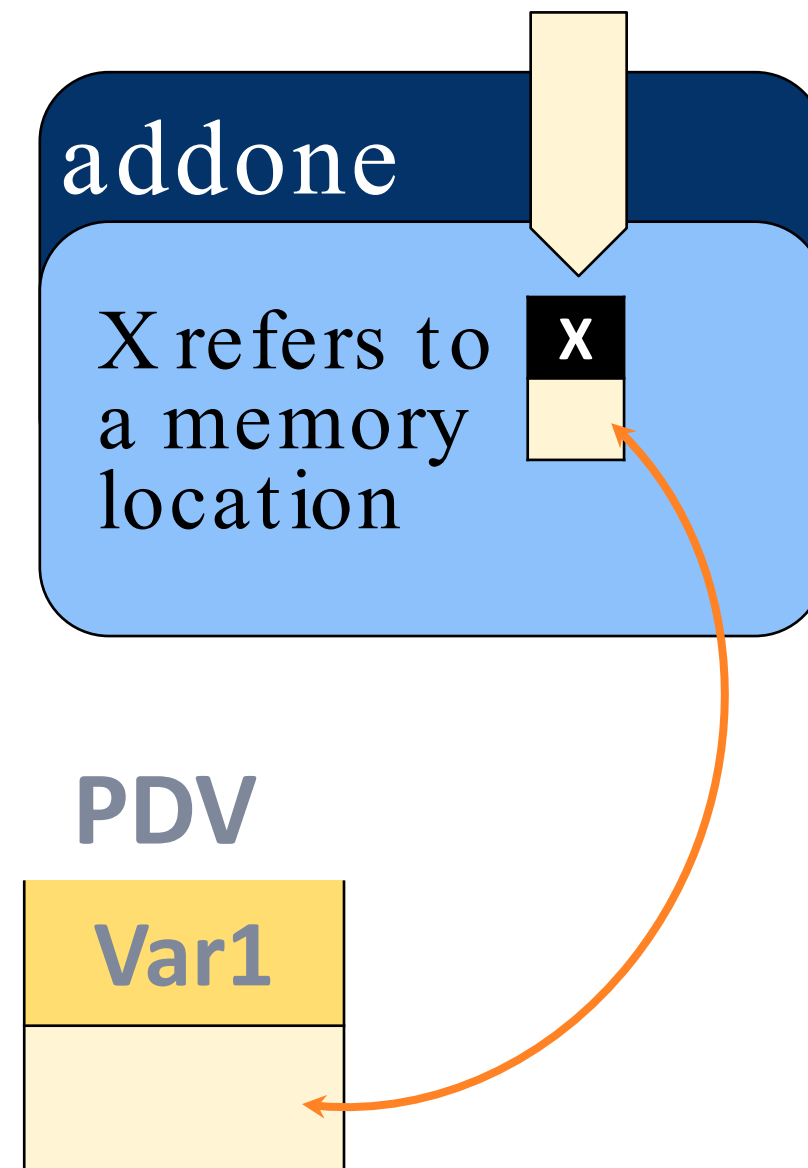 addone
X refers to
a memory
location
X
PDV
Var1